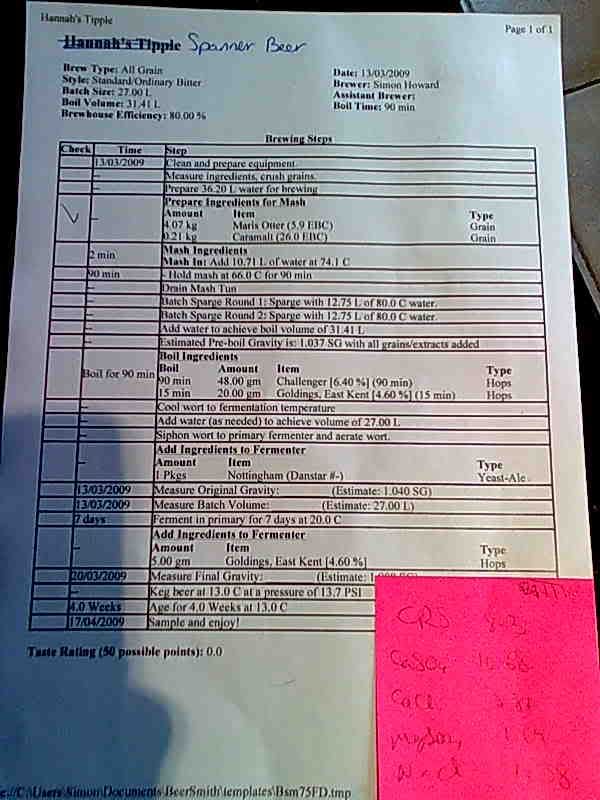 Hannah's Tipple
Page 1 of 1
Hannah's Tipple Spanner Beer
Brew Type: All Grain
Style: Standard/Ordinary Bitter
Batch Size: 27.00 L
Boil Volume: 31.41 L
Brewhouse Efficiency: 80.00 %
Date: 13/03/2009
Brewer: Simon Howard
Assistant Brewer:
Boil Time: 90 min
Brewing Steps
Check Time Step
13/03/2009 Clean and prepare equipment.
-- Measure ingredients, crush grains.
-- Prepare 36.20 L water for brewing
-- Prepare Ingredients for Mash
Amount Item Type
4.07 kg Maris Otter (5.9 EBC) Grain
0.21 kg Caramalt (26.0 EBC) Grain
2 min Mash Ingredients
Mash In: Add 10.71 L of water at 74.1 C
90 min - Hold mash at 66.0 C for 90 min
-- Drain Mash Tun
-- Batch Sparge Round 1: Sparge with 12.75 L of 80.0 C water.
-- Batch Sparge Round 2: Sparge with 12.75 L of 80.0 C water.
-- Add water to achieve boil volume of 31.41 L
-- Estimated Pre-boil Gravity is: 1.037 SG with all grains/extracts added
Boil for 90 min Boil Ingredients
Boil Amount Item Type
90 min 48.00 gm Challenger [6.40 %] (90 min) Hops
15 min 20.00 gm Goldings, East Kent [4.60 %] (15 min) Hops
-- Cool wort to fermentation temperature
-- Add water (as needed) to achieve volume of 27.00 L
-- Siphon wort to primary fermenter and aerate wort.
-- Add Ingredients to Fermenter
Amount Item Type
1 Pkgs Nottingham (Danstar #-) Yeast-Ale
13/03/2009 Measure Original Gravity: (Estimate: 1.040 SG)
13/03/2009 Measure Batch Volume: (Estimate: 27.00 L)
7 days Ferment in primary for 7 days at 20.0 C
-- Add Ingredients to Fermenter
Amount Item Type
5.00 gm Goldings, East Kent [4.60 %] Hops
20/03/2009 Measure Final Gravity: (Estimate:
-- Keg beer at 13.0 C at a pressure of 13.7 PSI
4.0 Weeks Age for 4.0 Weeks at 13.0 C
17/04/2009 Sample and enjoy!
Taste Rating (50 possible points): 0.0
CRS
CaSO4
CaCl
MgSO4
NaCl
e://C:\Users\Simon\Documents\BeerSmith\templates\Bsm75FD.tmp